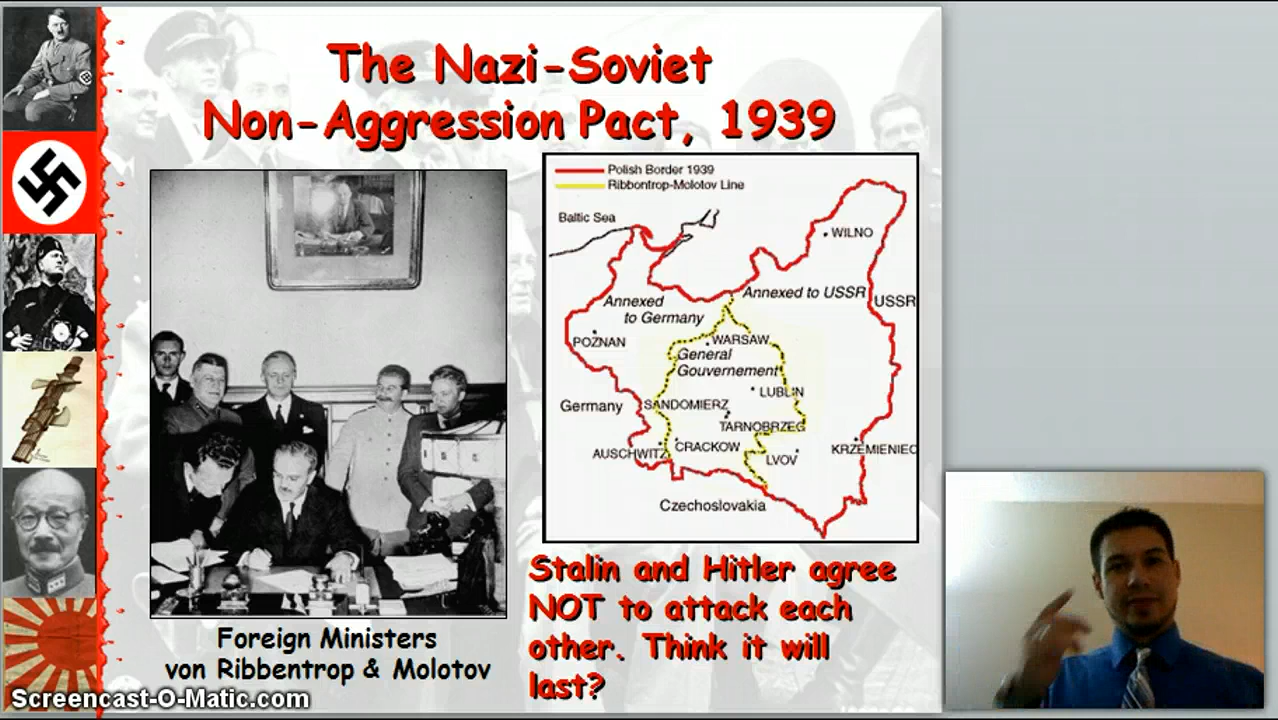 The Nazi-Soviet
Non-Aggression Pact, 1939
Polish Border 1939
Ribbontrop-Molotov Line
Baltic Sea
WILNO
Annexed to USSR
USSR
Annexed
to Germany
POZNAN
WARSAW
General
Gouvernement
LUBLIN
Germany
SANDOMIERZ
TARNOBRZEG
CRACKOW
AUSCHWITZ
LVOV
KRZEMIENIEC
Czechoslovakia
Stalin and Hitler agree
NOT to attack each
other. Think it will
last?
Foreign Ministers
von Ribbentrop & Molotov
Screencast-O-Matic.com